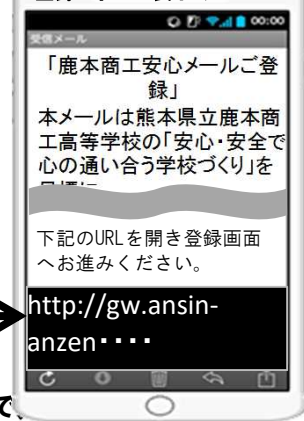 00:00
受信メール
「鹿本商工安心メールご登
録」
本メールは熊本県立鹿本商
工高等学校の「安心・安全で
心の通い合う学校づくり」を
下記のURLを開き登録画面
へお進みください。
http://gw.ansin-
anzen・・・・
で、